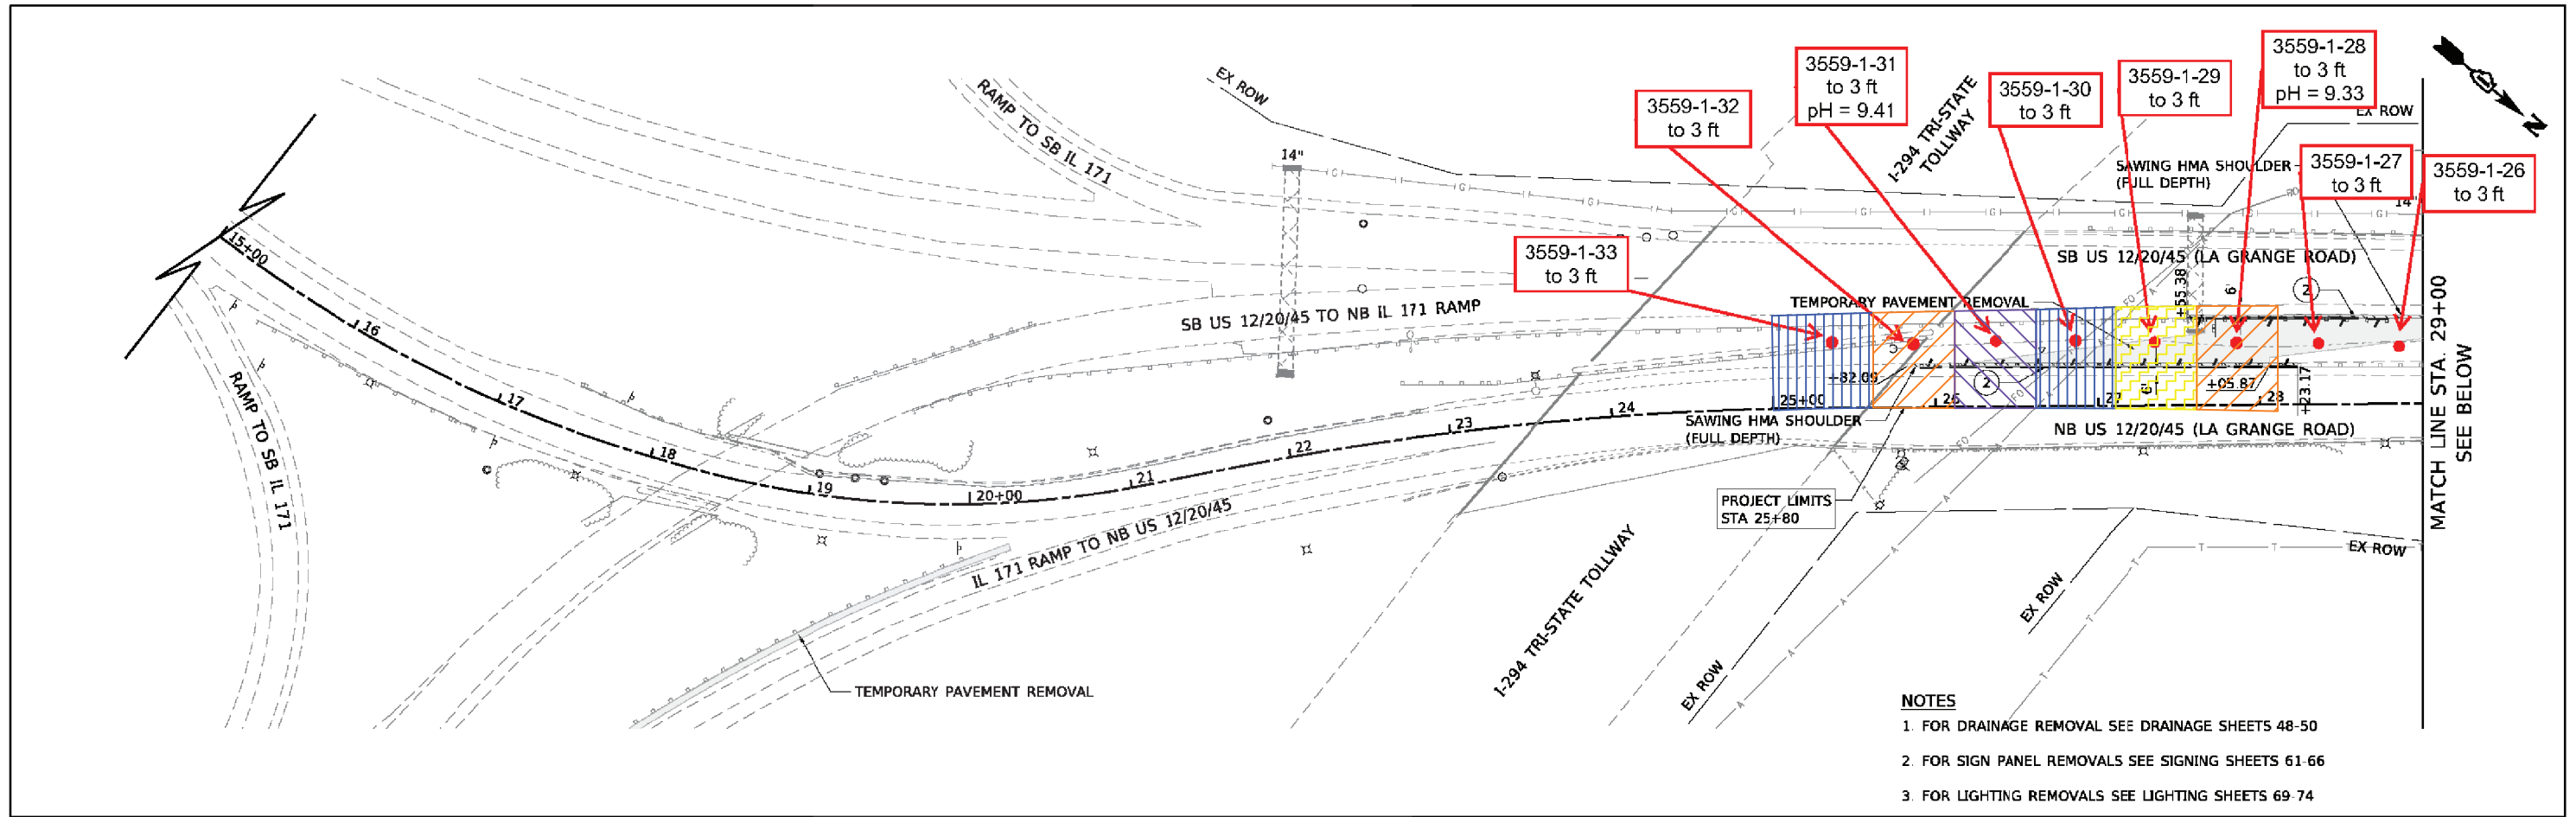 3559-1-28
to 3 ft
pH = 9.33
3559-1-31
to 3 ft
pH = 9.41
3559-1-29
to 3 ft
3559-1-30
to 3 ft
3559-1-32
to 3 ft
3559-1-27
to 3 ft
3559-1-26
to 3 ft
3559-1-33
to 3 ft
EX ROW
RAMP TO SB IL 171
I-294 TRI-STATE
TOLLWAY
EX ROW
N
14"
SAWING HMA SHOULDER
(FULL DEPTH)
14"
SB US 12/20/45 (LA GRANGE ROAD)
TEMPORARY PAVEMENT REMOVAL
+55.38
6'
2
SB US 12/20/45 TO NB IL 171 RAMP
15+00
16
17
18
19
20+00
21
22
23
24
25+00
26
27
28
+82.09
2
6'
+05.87
+23.17
SAWING HMA SHOULDER
(FULL DEPTH)
NB US 12/20/45 (LA GRANGE ROAD)
MATCH LINE STA. 29+00
SEE BELOW
RAMP TO SB IL 171
IL 171 RAMP TO NB US 12/20/45
PROJECT LIMITS
STA 25+80
I-294 TRI-STATE TOLLWAY
EX ROW
EX ROW
EX ROW
TEMPORARY PAVEMENT REMOVAL
NOTES
1. FOR DRAINAGE REMOVAL SEE DRAINAGE SHEETS 48-50
2. FOR SIGN PANEL REMOVALS SEE SIGNING SHEETS 61-66
3. FOR LIGHTING REMOVALS SEE LIGHTING SHEETS 69-74